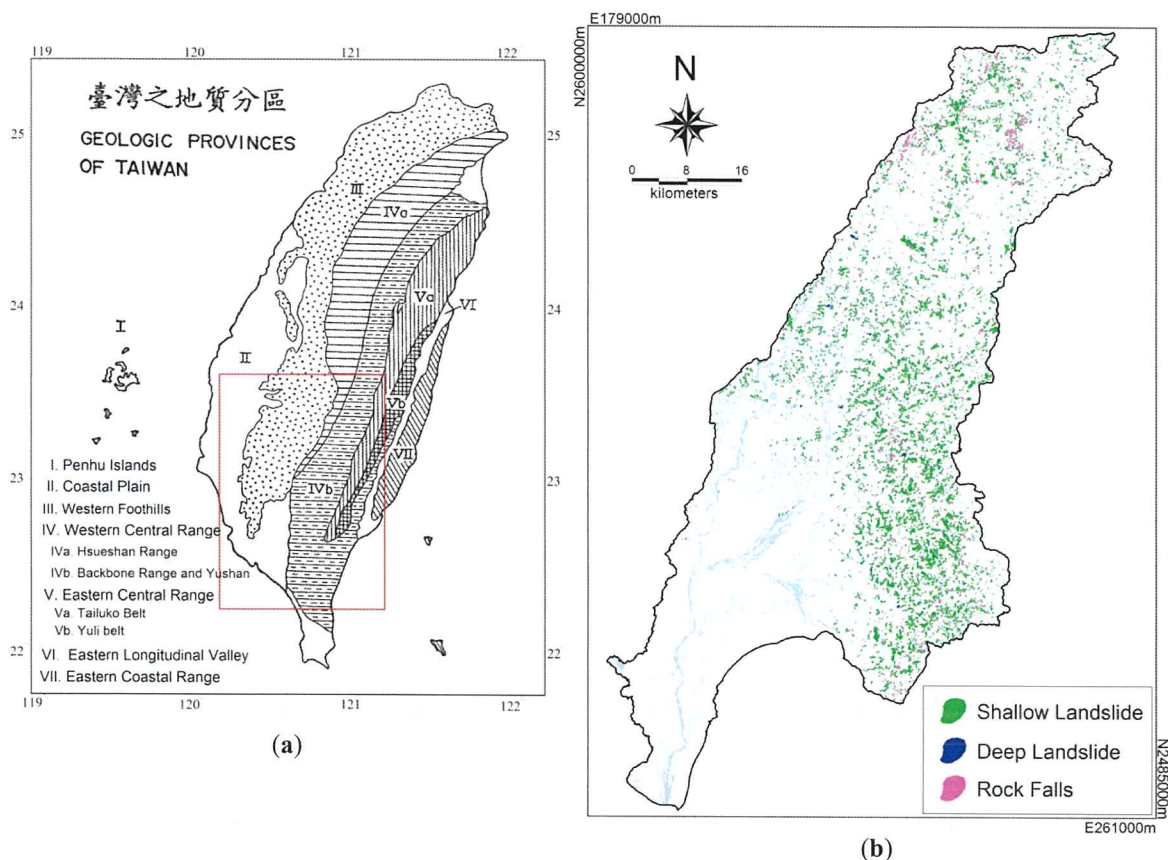 119
120
121
122
臺灣之地質分區
GEOLOGIC PROVINCES
OF TAIWAN
25
25
III
IVa
24
24
Va
VI
I
II
Vb
23
23
VII
IVb
I. Penhu Islands
II. Coastal Plain
III. Western Foothills
IV. Western Central Range
IVa. Hsueshan Range
IVb. Backbone Range and Yushan
V. Eastern Central Range
Va. Tailuko Belt
Vb. Yuli belt
VI. Eastern Longitudinal Valley
VII. Eastern Coastal Range
22
22
119
120
121
122
(a)
E179000m
N2600000m
N
0 8 16
kilometers
Shallow Landslide
Deep Landslide
Rock Falls
N2485000m
E261000m
(b)